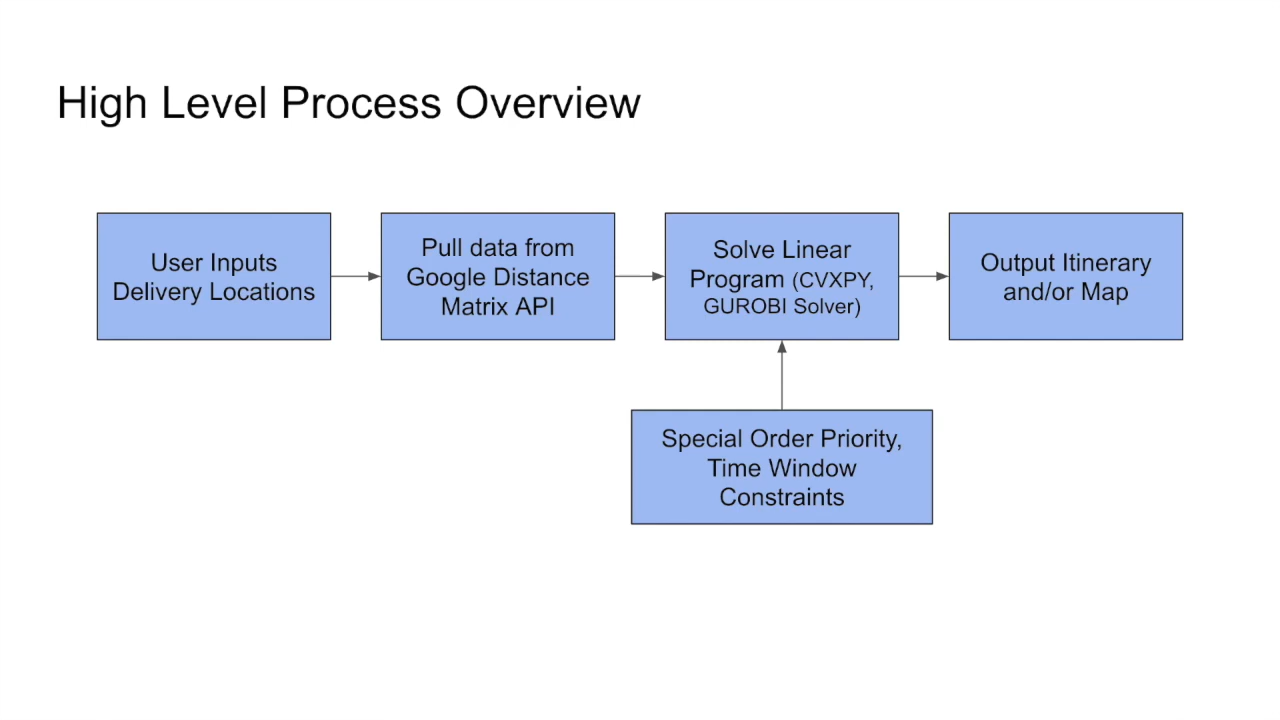 High Level Process Overview
User Inputs
Delivery Locations
Pull data from
Google Distance
Matrix API
Solve Linear
Program (CVXPY,
GUROBI Solver)
Output Itinerary
and/or Map
Special Order Priority,
Time Window
Constraints